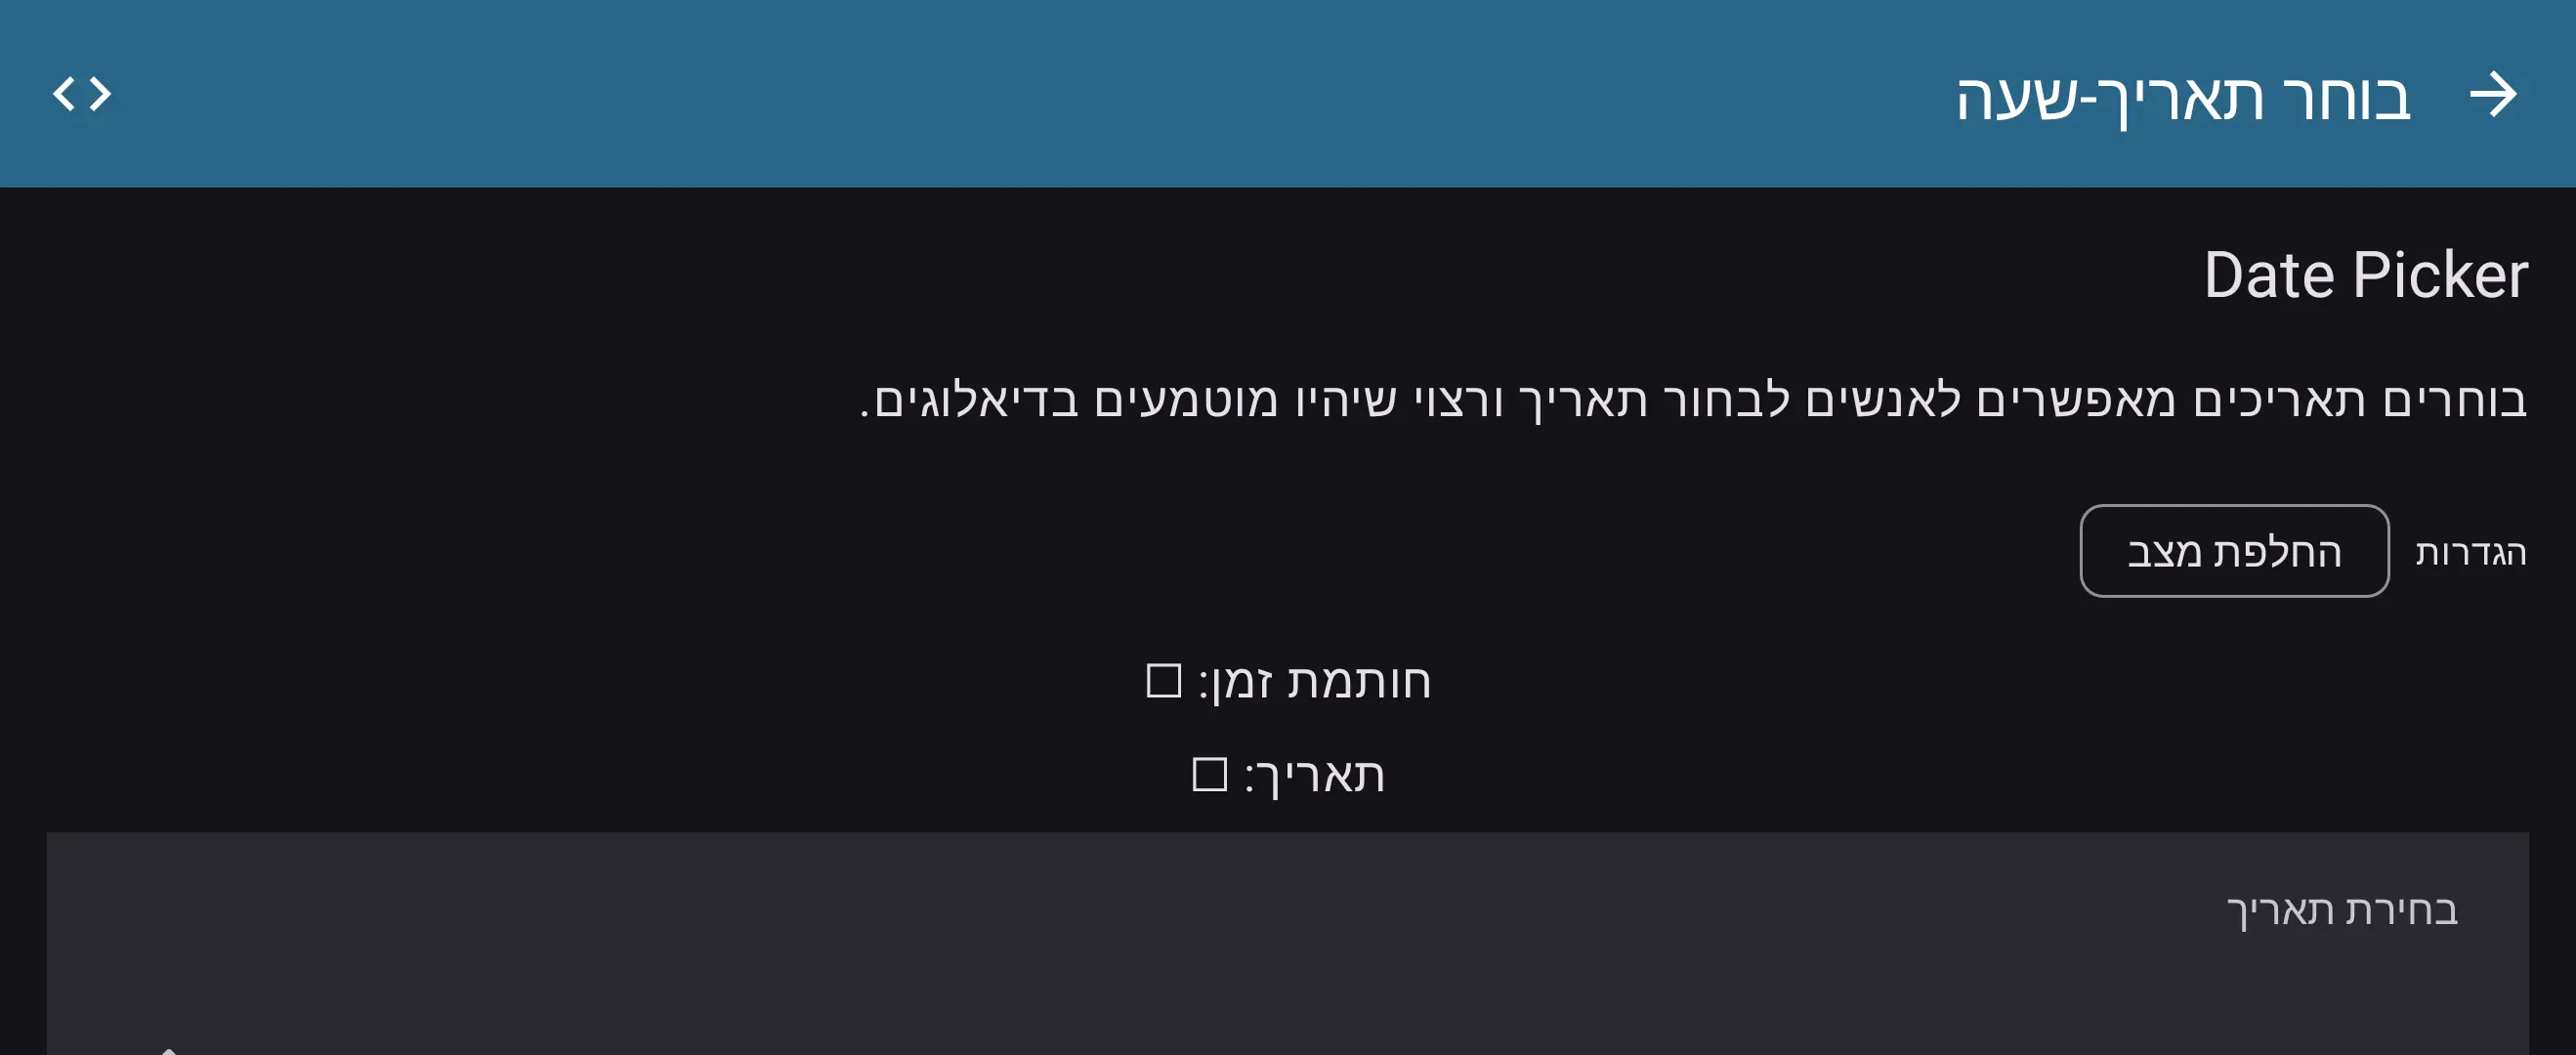 בוחר תאריך-שעה
Date Picker
בוחרים תאריכים מאפשרים לאנשים לבחור תאריך ורצוי שיהיו מוטמעים בדיאלוגים.
הגדרות החלפת מצב
חותמת זמן: □
תאריך: □
בחירת תאריך